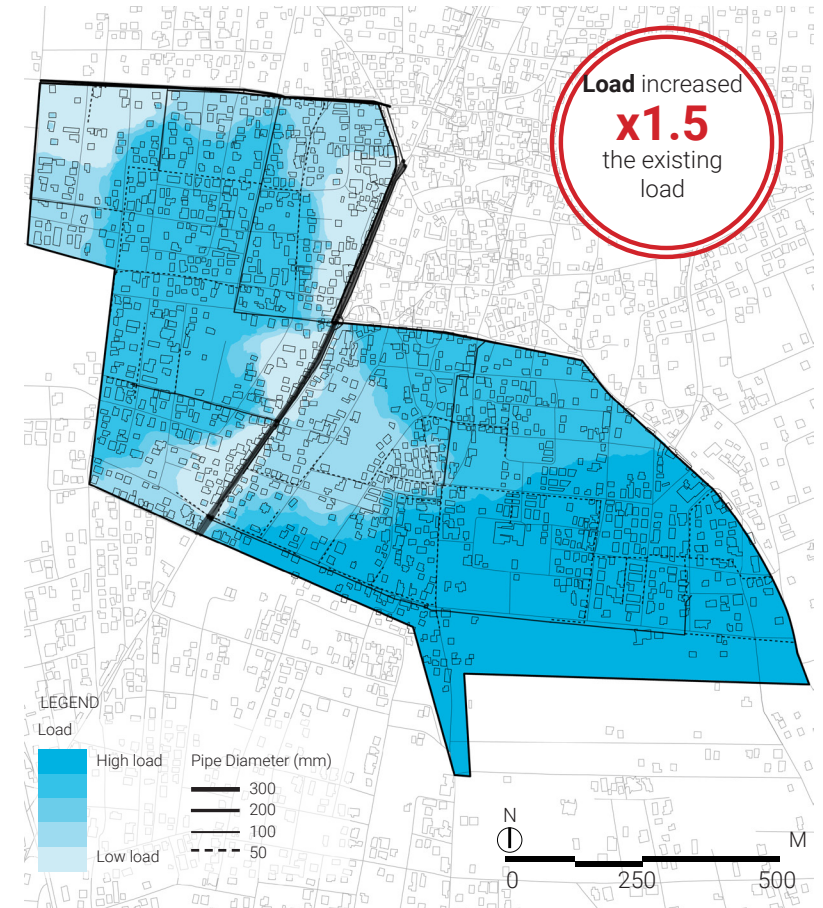 Load increased
x1.5
the existing
load
LEGEND
Load
High load
Low load
Pipe Diameter (mm)
300
200
100
50
N
M
0 250 500